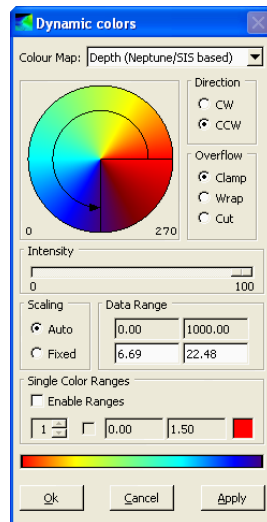 Dynamic colors
Colour Map: Depth (Neptune/SIS based)
Direction
CW
CCW
Overflow
Clamp
Wrap
Cut
0 270
Intensity
0 100
Scaling
Auto
Fixed
Data Range
0.00 1000.00
6.69 22.48
Single Color Ranges
Enable Ranges
1 0.00 1.50
Ok Cancel Apply